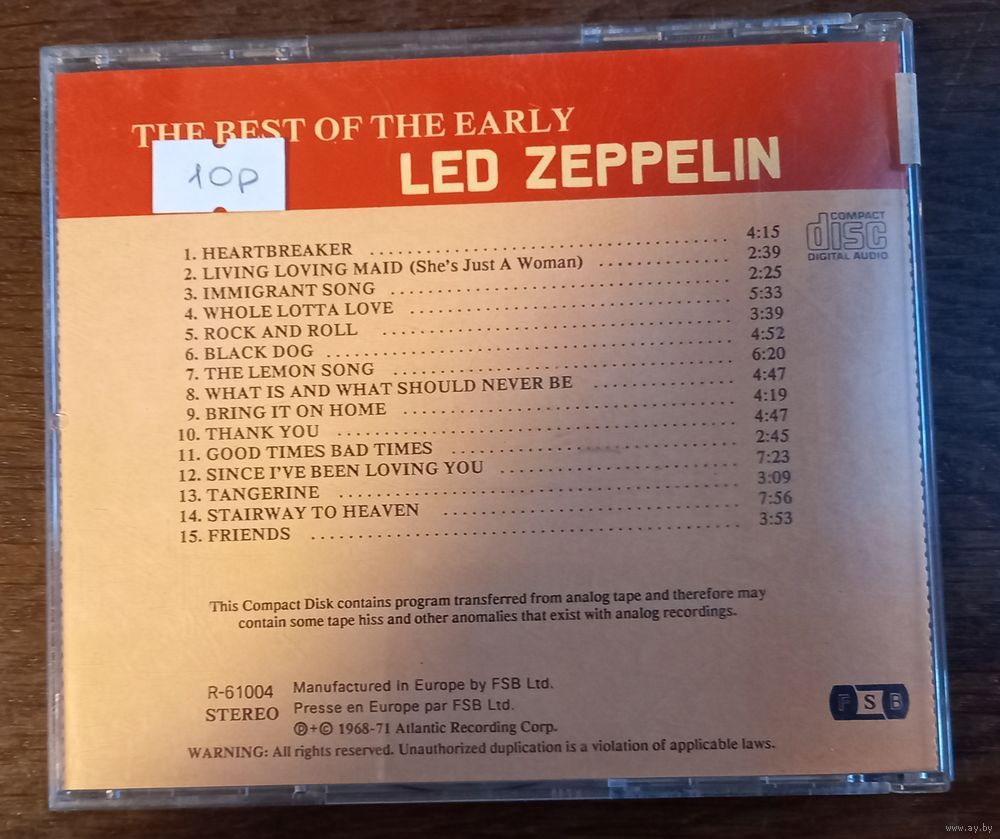 THE BEST OF THE EARLY
LED ZEPPELIN
10p
COMPACT
disc
DIGITAL AUDIO
1. HEARTBREAKER .......... 4:15
2. LIVING LOVING MAID (She's Just A Woman) .......... 2:39
3. IMMIGRANT SONG .......... 2:25
4. WHOLE LOTTA LOVE .......... 5:33
5. ROCK AND ROLL .......... 3:39
6. BLACK DOG .......... 4:52
7. THE LEMON SONG .......... 6:20
8. WHAT IS AND WHAT SHOULD NEVER BE .......... 4:47
9. BRING IT ON HOME .......... 4:19
10. THANK YOU .......... 4:47
11. GOOD TIMES BAD TIMES .......... 2:45
12. SINCE I'VE BEEN LOVING YOU .......... 7:23
13. TANGERINE .......... 3:09
14. STAIRWAY TO HEAVEN .......... 7:56
15. FRIENDS .......... 3:53
This Compact Disk contains program transferred from analog tape and therefore may
contain some tape hiss and other anomalies that exist with analog recordings.
R-61004 Manufactured in Europe by FSB Ltd.
STEREO Presse en Europe par FSB Ltd.
℗+© 1968-71 Atlantic Recording Corp.
WARNING: All rights reserved. Unauthorized duplication is a violation of applicable laws.
FSB
www.ay.by